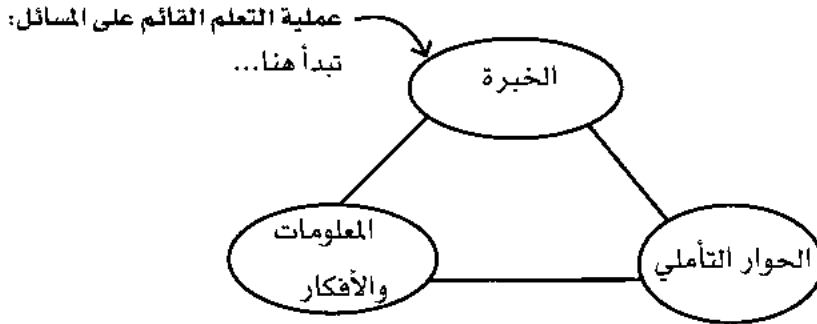 عملية التعلم القائم على المسائل:
تبدأ هنا...
الخبرة
المعلومات
والأفكار
الحوار التأملي